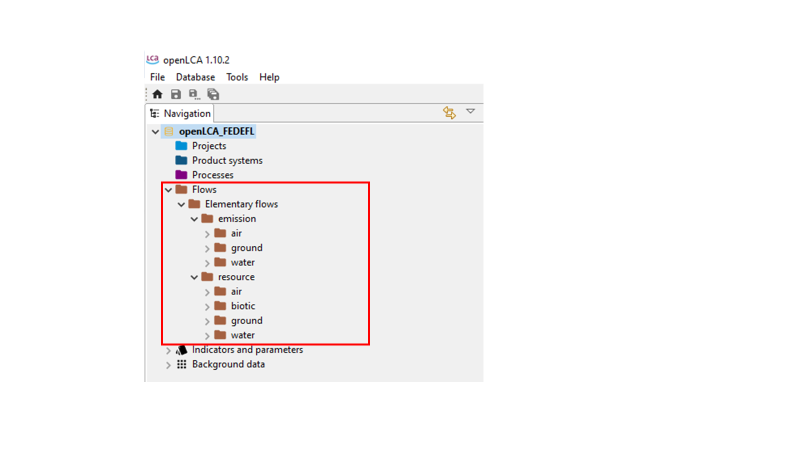 LCA openLCA 1.10.2
File Database Tools Help
Navigation
openLCA_FEDEFL
Projects
Product systems
Processes
Flows
Elementary flows
emission
air
ground
water
resource
air
biotic
ground
water
Indicators and parameters
Background data